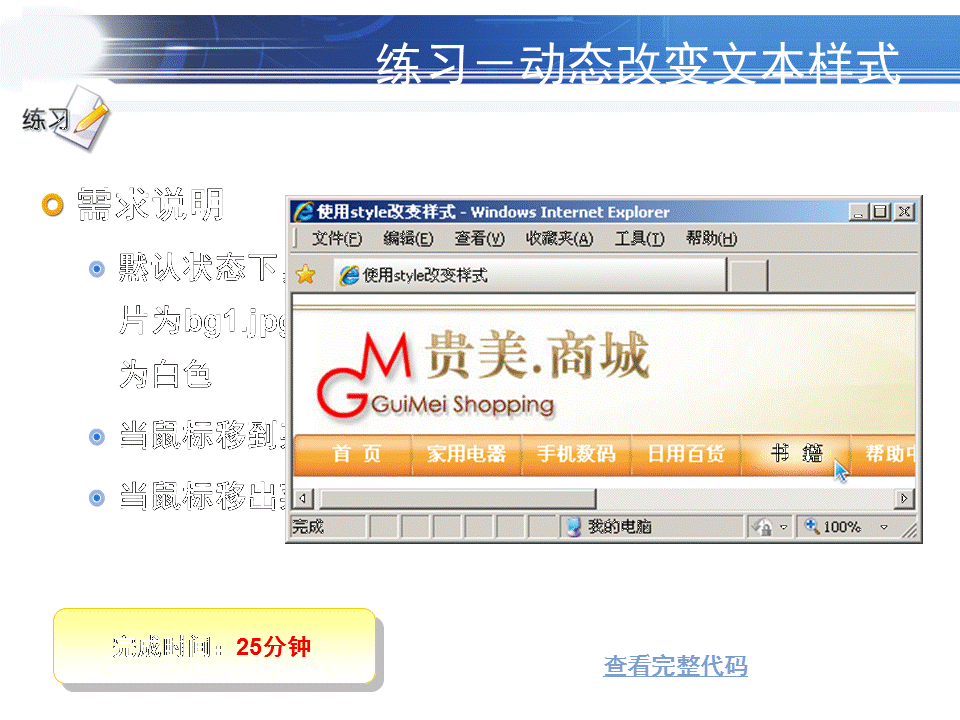 练习－动态改变文本样式
练习
需求说明
默认状态下
片为bg1.jpg
为白色
当鼠标移到
当鼠标移出
使用style改变样式 - Windows Internet Explorer
文件(F) 编辑(E) 查看(V) 收藏夹(A) 工具(T) 帮助(H)
使用style改变样式
GM 贵美.商城
GuiMei Shopping
首 页 家用电器 手机数码 日用百货 书 籍 帮助中
完成 我的电脑 100%
完成时间：25分钟
查看完整代码